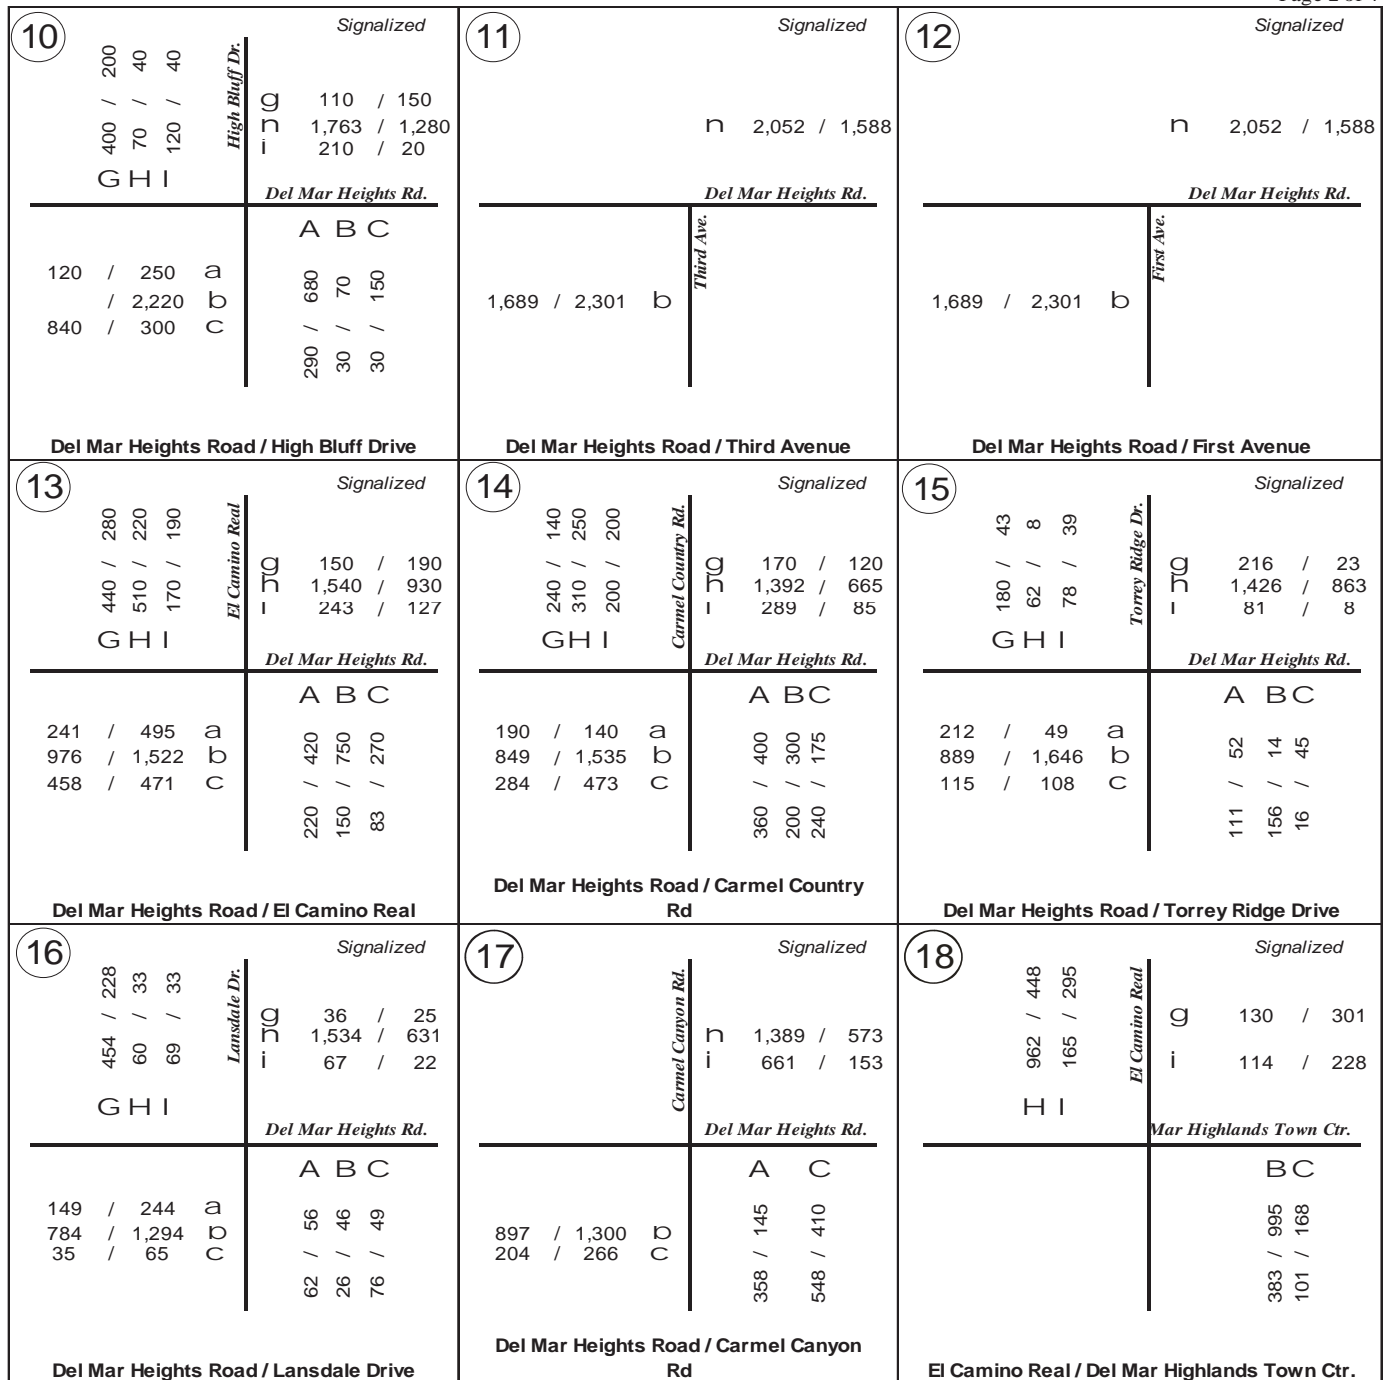 10
Signalized
400 / 200
70 / 40
120 / 40
High Bluff Dr.
g 110 / 150
h 1,763 / 1,280
i 210 / 20
G H I
Del Mar Heights Rd.
A B C
120 / 250 a
/ 2,220 b
840 / 300 c
290 / 680
30 / 70
30 / 150
Del Mar Heights Road / High Bluff Drive
11
Signalized
h 2,052 / 1,588
Del Mar Heights Rd.
Third Ave.
1,689 / 2,301 b
Del Mar Heights Road / Third Avenue
12
Signalized
h 2,052 / 1,588
Del Mar Heights Rd.
First Ave.
1,689 / 2,301 b
Del Mar Heights Road / First Avenue
13
Signalized
440 / 280
510 / 220
170 / 190
El Camino Real
g 150 / 190
h 1,540 / 930
i 243 / 127
G H I
Del Mar Heights Rd.
A B C
241 / 495 a
976 / 1,522 b
458 / 471 c
220 / 420
150 / 750
83 / 270
Del Mar Heights Road / El Camino Real
14
Signalized
240 / 140
310 / 250
200 / 200
Carmel Country Rd.
g 170 / 120
h 1,392 / 665
i 289 / 85
G H I
Del Mar Heights Rd.
A B C
190 / 140 a
849 / 1,535 b
284 / 473 c
360 / 400
200 / 300
240 / 175
Del Mar Heights Road / Carmel Country
Rd
15
Signalized
180 / 43
62 / 8
78 / 39
Torrey Ridge Dr.
g 216 / 23
h 1,426 / 863
i 81 / 8
G H I
Del Mar Heights Rd.
A B C
212 / 49 a
889 / 1,646 b
115 / 108 c
111 / 52
156 / 14
16 / 45
Del Mar Heights Road / Torrey Ridge Drive
16
Signalized
454 / 228
60 / 33
69 / 33
Lansdale Dr.
g 36 / 25
h 1,534 / 631
i 67 / 22
G H I
Del Mar Heights Rd.
A B C
149 / 244 a
784 / 1,294 b
35 / 65 c
62 / 56
26 / 46
76 / 49
Del Mar Heights Road / Lansdale Drive
17
Signalized
Carmel Canyon Rd.
h 1,389 / 573
i 661 / 153
Del Mar Heights Rd.
A C
897 / 1,300 b
204 / 266 c
358 / 145
548 / 410
Del Mar Heights Road / Carmel Canyon
Rd
18
Signalized
962 / 448
165 / 295
El Camino Real
g 130 / 301
i 114 / 228
H I
Mar Highlands Town Ctr.
B C
383 / 995
101 / 168
El Camino Real / Del Mar Highlands Town Ctr.